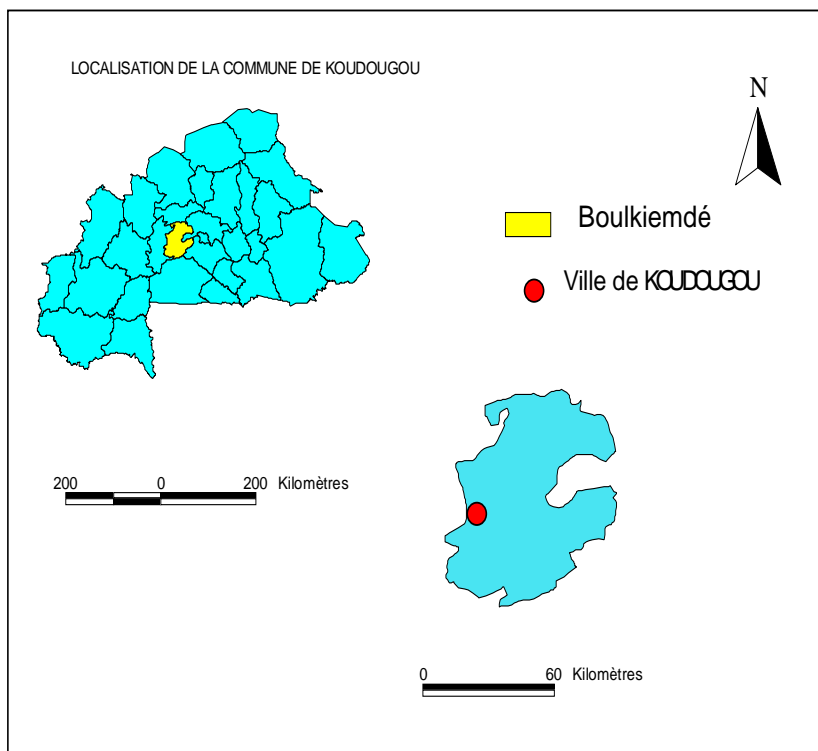 LOCALISATION DE LA COMMUNE DE KOUDOUGOU
N
Boulkiemdé
Ville de KOUDOUGOU
200 0 200 Kilomètres
0 60 Kilomètres